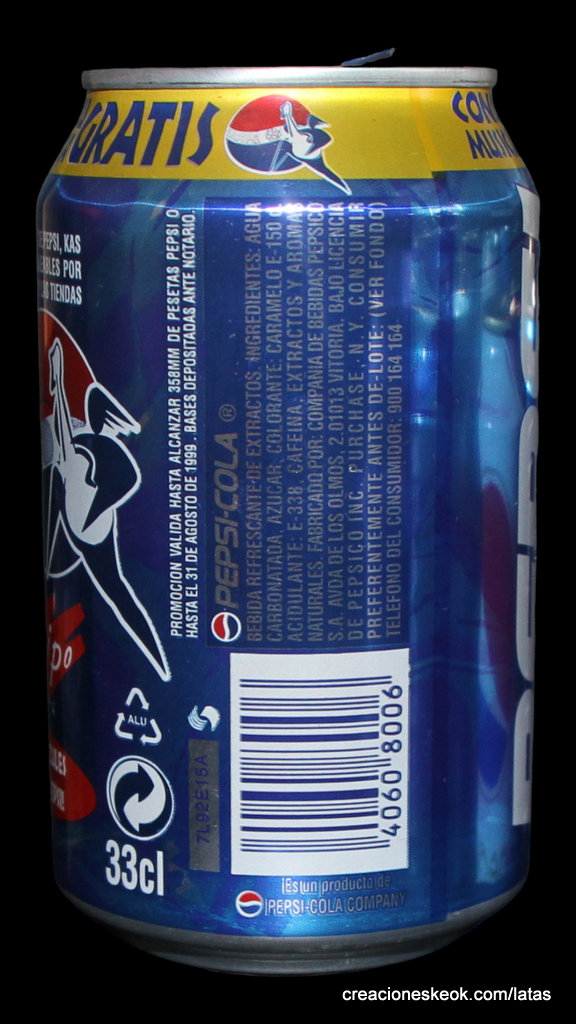 GRATIS
CON
PEPSI, KAS
POR
TIENDAS
PROMOCION VALIDA HASTA ALCANZAR 358MM DE PESETAS PEPSI O
HASTA EL 31 DE AGOSTO DE 1999 . BASES DEPOSITADAS ANTE NOTARIO.
PEPSI-COLA ®
BEBIDA REFRESCANTE DE EXTRACTOS. INGREDIENTES: AGUA
CARBONATADA, AZUCAR, COLORANTE: CARAMELO E-150
ACIDULANTE: E-338, CAFEINA, EXTRACTOS Y AROMAS
NATURALES. FABRICADO POR: COMPAÑIA DE BEBIDAS PEPSICO
S.A. AVDA DE LOS OLMOS, 2.01013 VITORIA. BAJO LICENCIA
DE PEPSICO INC. PURCHASE, N.Y. CONSUMIR
PREFERENTEMENTE ANTES DE-LOTE: (VER FONDO)
TELEFONO DEL CONSUMIDOR: 900 164 164
ALU
7L92E15A
4060 8006
33cl
Es un producto de
PEPSI-COLA COMPANY
creacioneskeok.com/latas